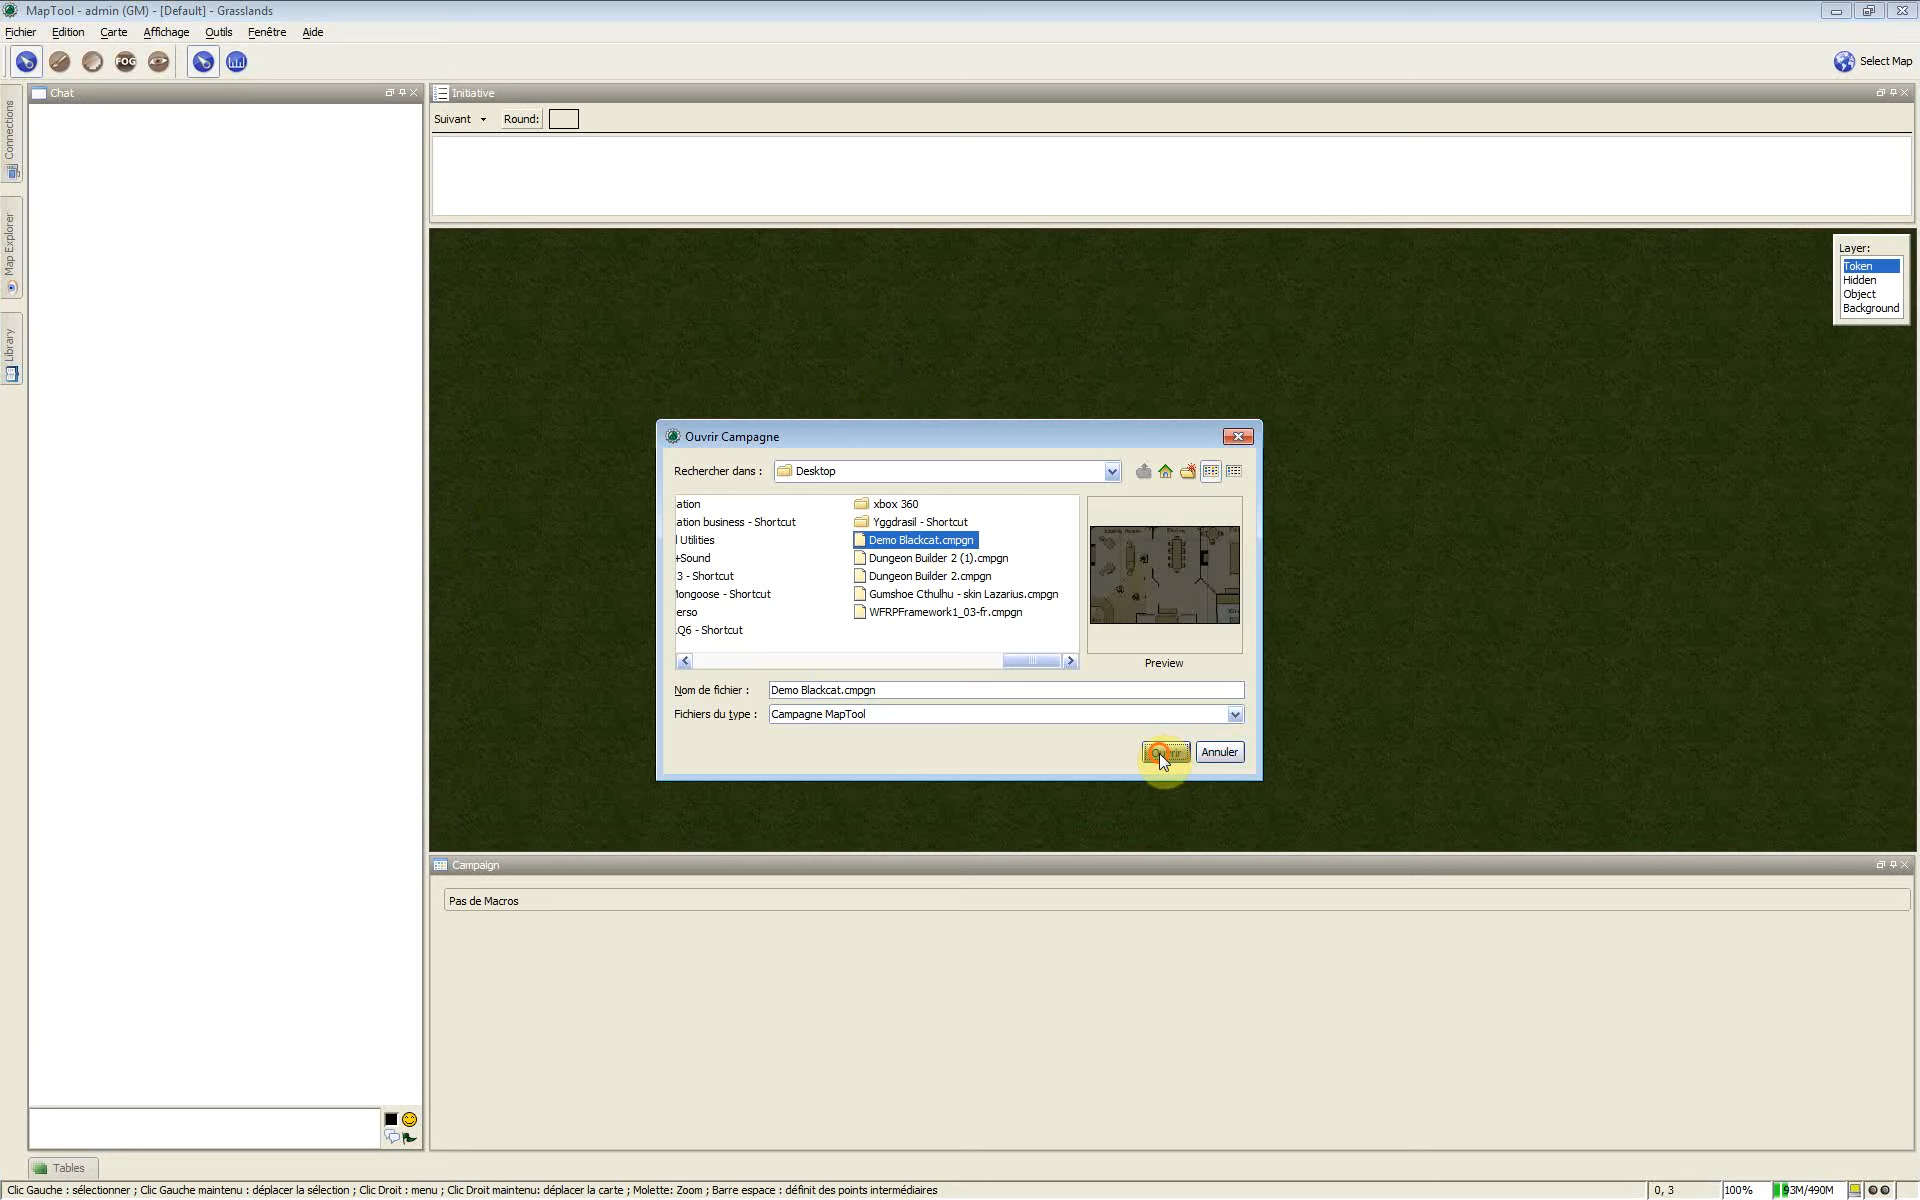 MapTool - admin (GM) - [Default] - Grasslands
Fichier Edition Carte Affichage Outils Fenêtre Aide
FOG
Select Map
Connections
Map Explorer
Library
Chat
Initiative
Suivant Round:
Layer:
Token
Hidden
Object
Background
Ouvrir Campagne
Rechercher dans : Desktop
ation
ation business - Shortcut
l Utilities
+Sound
3 - Shortcut
longoose - Shortcut
erso
.Q6 - Shortcut
xbox 360
Yggdrasil - Shortcut
Demo Blackcat.cmpgn
Dungeon Builder 2 (1).cmpgn
Dungeon Builder 2.cmpgn
Gumshoe Cthulhu - skin Lazarius.cmpgn
WFRPFramework1_03-fr.cmpgn
Preview
Nom de fichier : Demo Blackcat.cmpgn
Fichiers du type : Campagne MapTool
Annuler
Campaign
Pas de Macros
Tables
Clic Gauche : sélectionner ; Clic Gauche maintenu : déplacer la sélection ; Clic Droit : menu ; Clic Droit maintenu: déplacer la carte ; Molette: Zoom ; Barre espace : définit des points intermédiaires
0, 3 100% 93M/490M